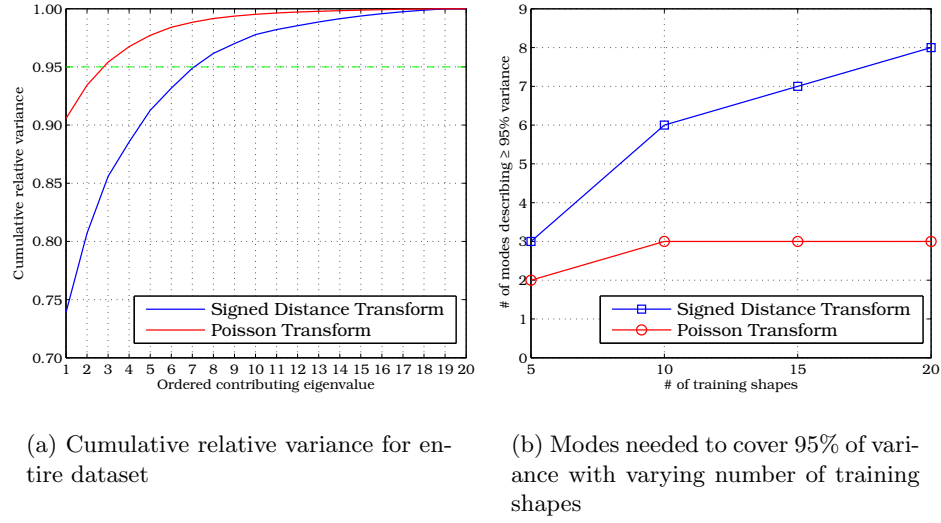 1.00
0.95
0.90
0.85
0.80
0.75
0.70
Cumulative relative variance
1 2 3 4 5 6 7 8 9 10 11 12 13 14 15 16 17 18 19 20
Ordered contributing eigenvalue
Signed Distance Transform
Poisson Transform
(a) Cumulative relative variance for en-
tire dataset
9
8
7
6
5
4
3
2
1
0
# of modes describing ≥ 95% variance
5 10 15 20
# of training shapes
Signed Distance Transform
Poisson Transform
(b) Modes needed to cover 95% of vari-
ance with varying number of training
shapes